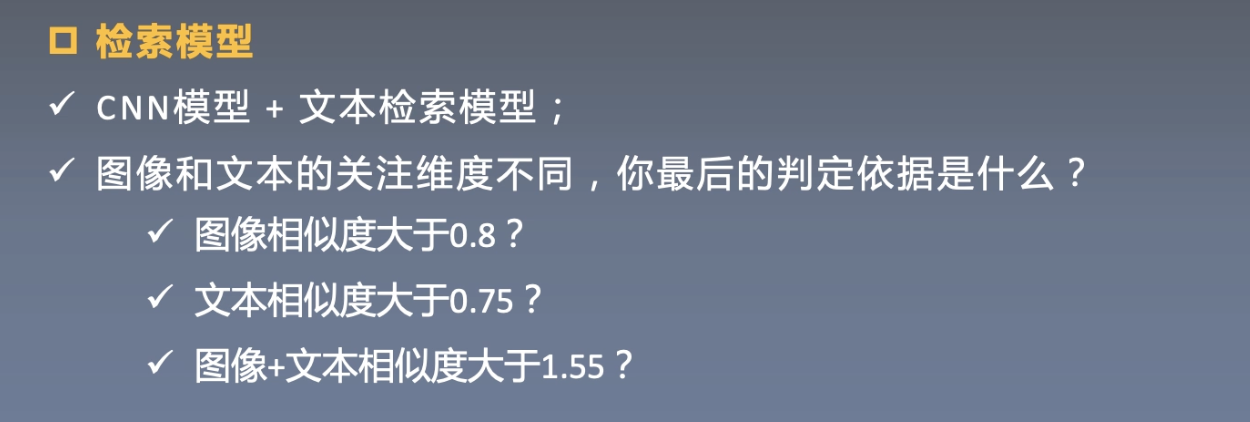 检索模型
CNN模型 + 文本检索模型；
图像和文本的关注维度不同，你最后的判定依据是什么？
图像相似度大于0.8？
文本相似度大于0.75？
图像+文本相似度大于1.55？